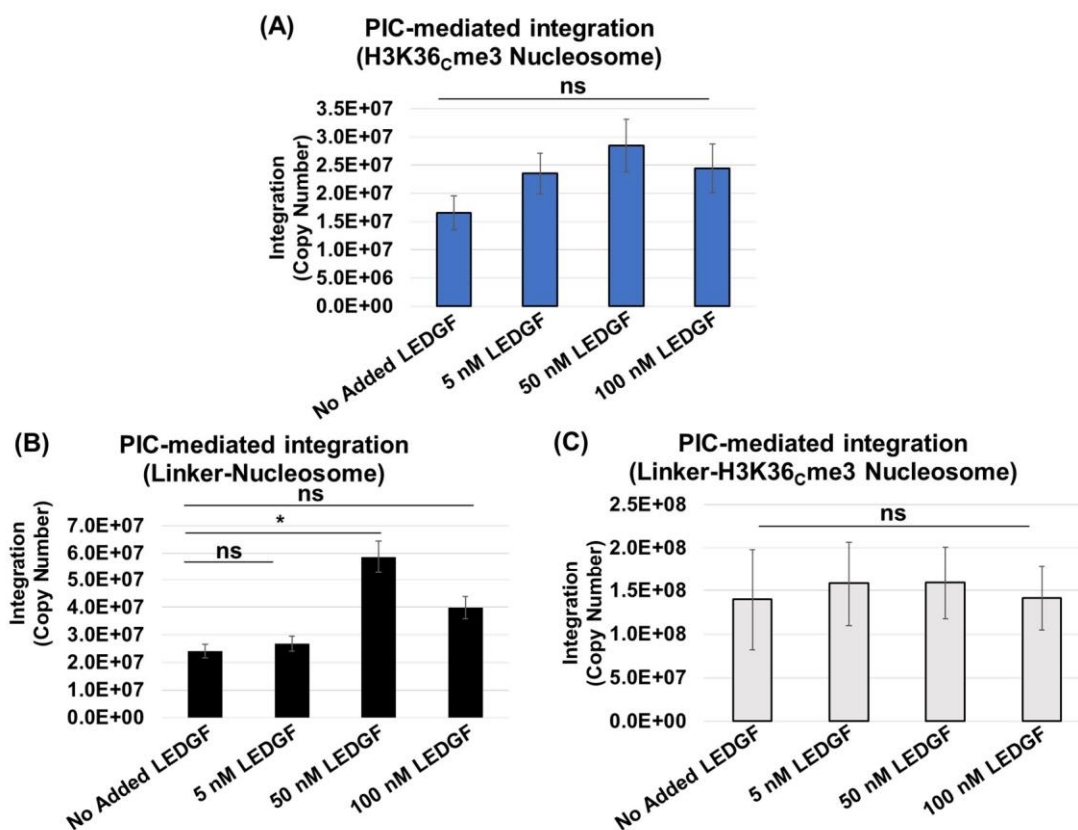 (A)
PIC-mediated integration
(H3K36Cme3 Nucleosome)
ns
Integration
(Copy Number)
3.5E+07
3.0E+07
2.5E+07
2.0E+07
1.5E+07
1.0E+07
5.0E+06
0.0E+00
No Added LEDGF
5 nM LEDGF
50 nM LEDGF
100 nM LEDGF
(B)
PIC-mediated integration
(Linker-Nucleosome)
ns
*
ns
Integration
(Copy Number)
7.0E+07
6.0E+07
5.0E+07
4.0E+07
3.0E+07
2.0E+07
1.0E+07
0.0E+00
No Added LEDGF
5 nM LEDGF
50 nM LEDGF
100 nM LEDGF
(C)
PIC-mediated integration
(Linker-H3K36Cme3 Nucleosome)
ns
Integration
(Copy Number)
2.5E+08
2.0E+08
1.5E+08
1.0E+08
5.0E+07
0.0E+00
No Added LEDGF
5 nM LEDGF
50 nM LEDGF
100 nM LEDGF